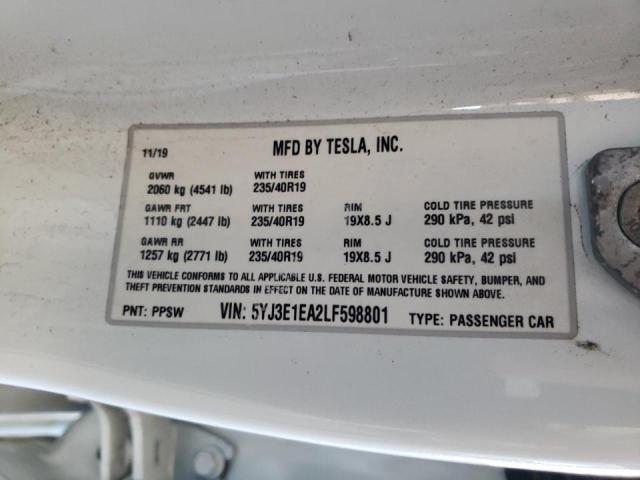 11/19 MFD BY TESLA, INC.
GVWR WITH TIRES
2060 kg (4541 lb) 235/40R19
GAWR FRT WITH TIRES RIM COLD TIRE PRESSURE
1110 kg (2447 lb) 235/40R19 19X8.5 J 290 kPa, 42 psi
GAWR RR WITH TIRES RIM COLD TIRE PRESSURE
1257 kg (2771 lb) 235/40R19 19X8.5 J 290 kPa, 42 psi
THIS VEHICLE CONFORMS TO ALL APPLICABLE U.S. FEDERAL MOTOR VEHICLE SAFETY, BUMPER, AND
THEFT PREVENTION STANDARDS IN EFFECT ON THE DATE OF MANUFACTURE SHOWN ABOVE.
PNT: PPSW VIN: 5YJ3E1EA2LF598801 TYPE: PASSENGER CAR